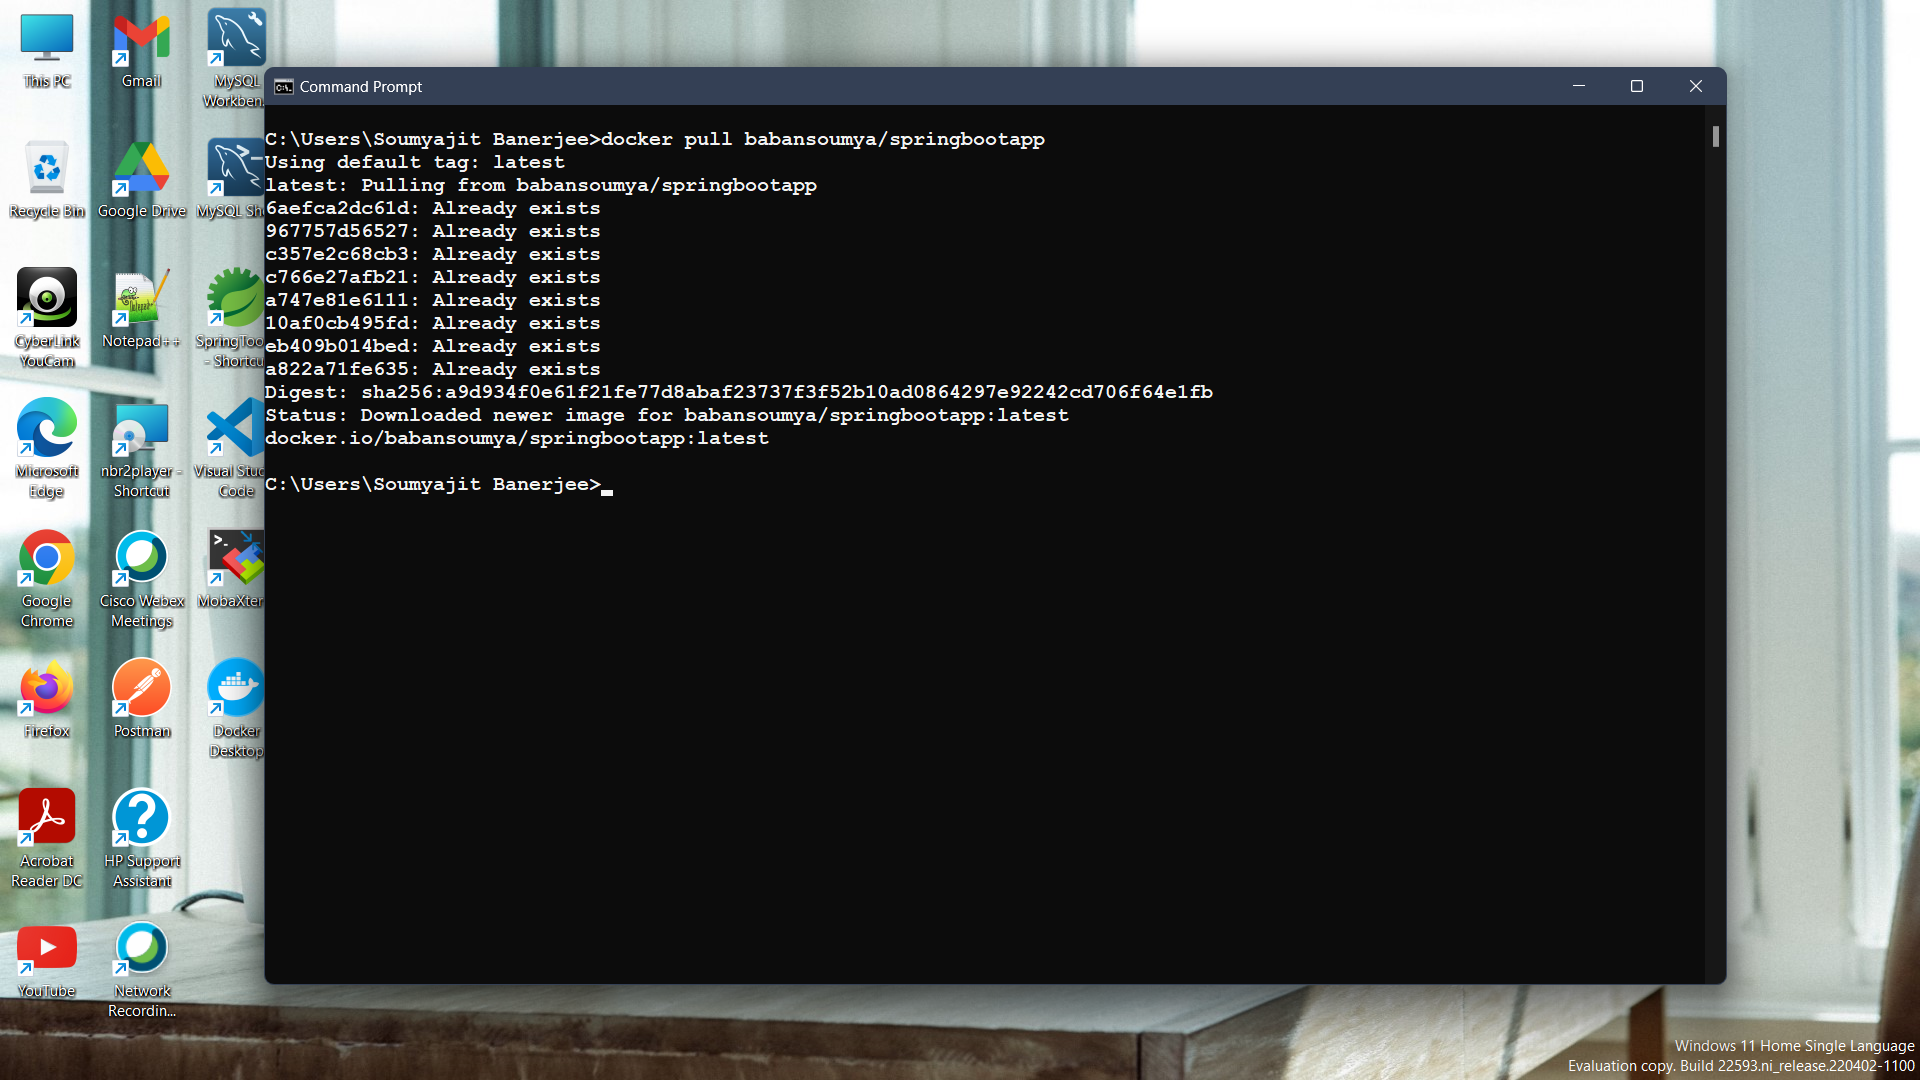 This PC
Gmail
MySQL
Workben
Recycle Bin
Google Drive
MySQL Sh
CyberLink
YouCam
Notepad++
SpringToo
- Shortcu
Microsoft
Edge
nbr2player -
Shortcut
Visual Stu
Code
Google
Chrome
Cisco Webex
Meetings
MobaXter
Firefox
Postman
Docker
Desktop
Acrobat
Reader DC
HP Support
Assistant
YouTube
Network
Recordin...
Command Prompt
C:\Users\Soumyajit Banerjee>docker pull babansoumya/springbootapp
Using default tag: latest
latest: Pulling from babansoumya/springbootapp
6aefca2dc61d: Already exists
967757d56527: Already exists
c357e2c68cb3: Already exists
c766e27afb21: Already exists
a747e81e6111: Already exists
10af0cb495fd: Already exists
eb409b014bed: Already exists
a822a71fe635: Already exists
Digest: sha256:a9d934f0e61f21fe77d8abaf23737f3f52b10ad0864297e92242cd706f64e1fb
Status: Downloaded newer image for babansoumya/springbootapp:latest
docker.io/babansoumya/springbootapp:latest
C:\Users\Soumyajit Banerjee>
Windows 11 Home Single Language
Evaluation copy. Build 22593.ni_release.220402-1100